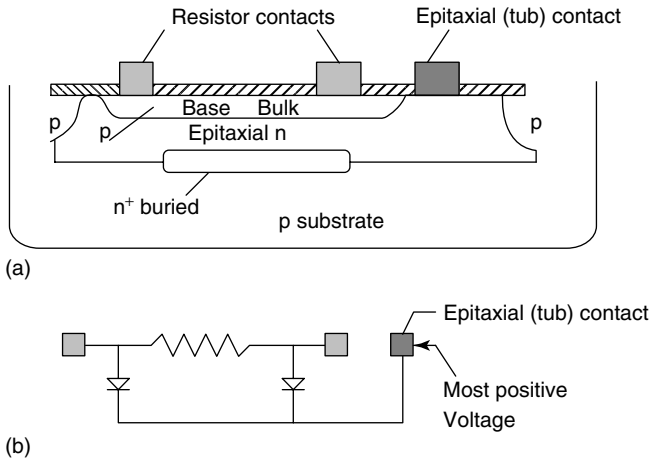 Resistor contacts
Epitaxial (tub) contact
p
p
Base Bulk
Epitaxial n
p
n⁺ buried
p substrate
(a)
Epitaxial (tub) contact
Most positive
Voltage
(b)